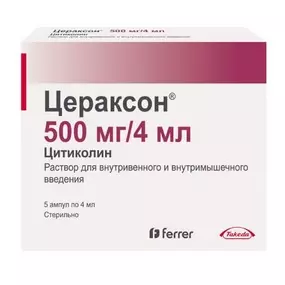 Цераксон®
500 мг/4 мл
Цитиколин
Раствор для внутривенного и внутримышечного
введения
5 ампул по 4 мл
Стерильно
ferrer
Takeda